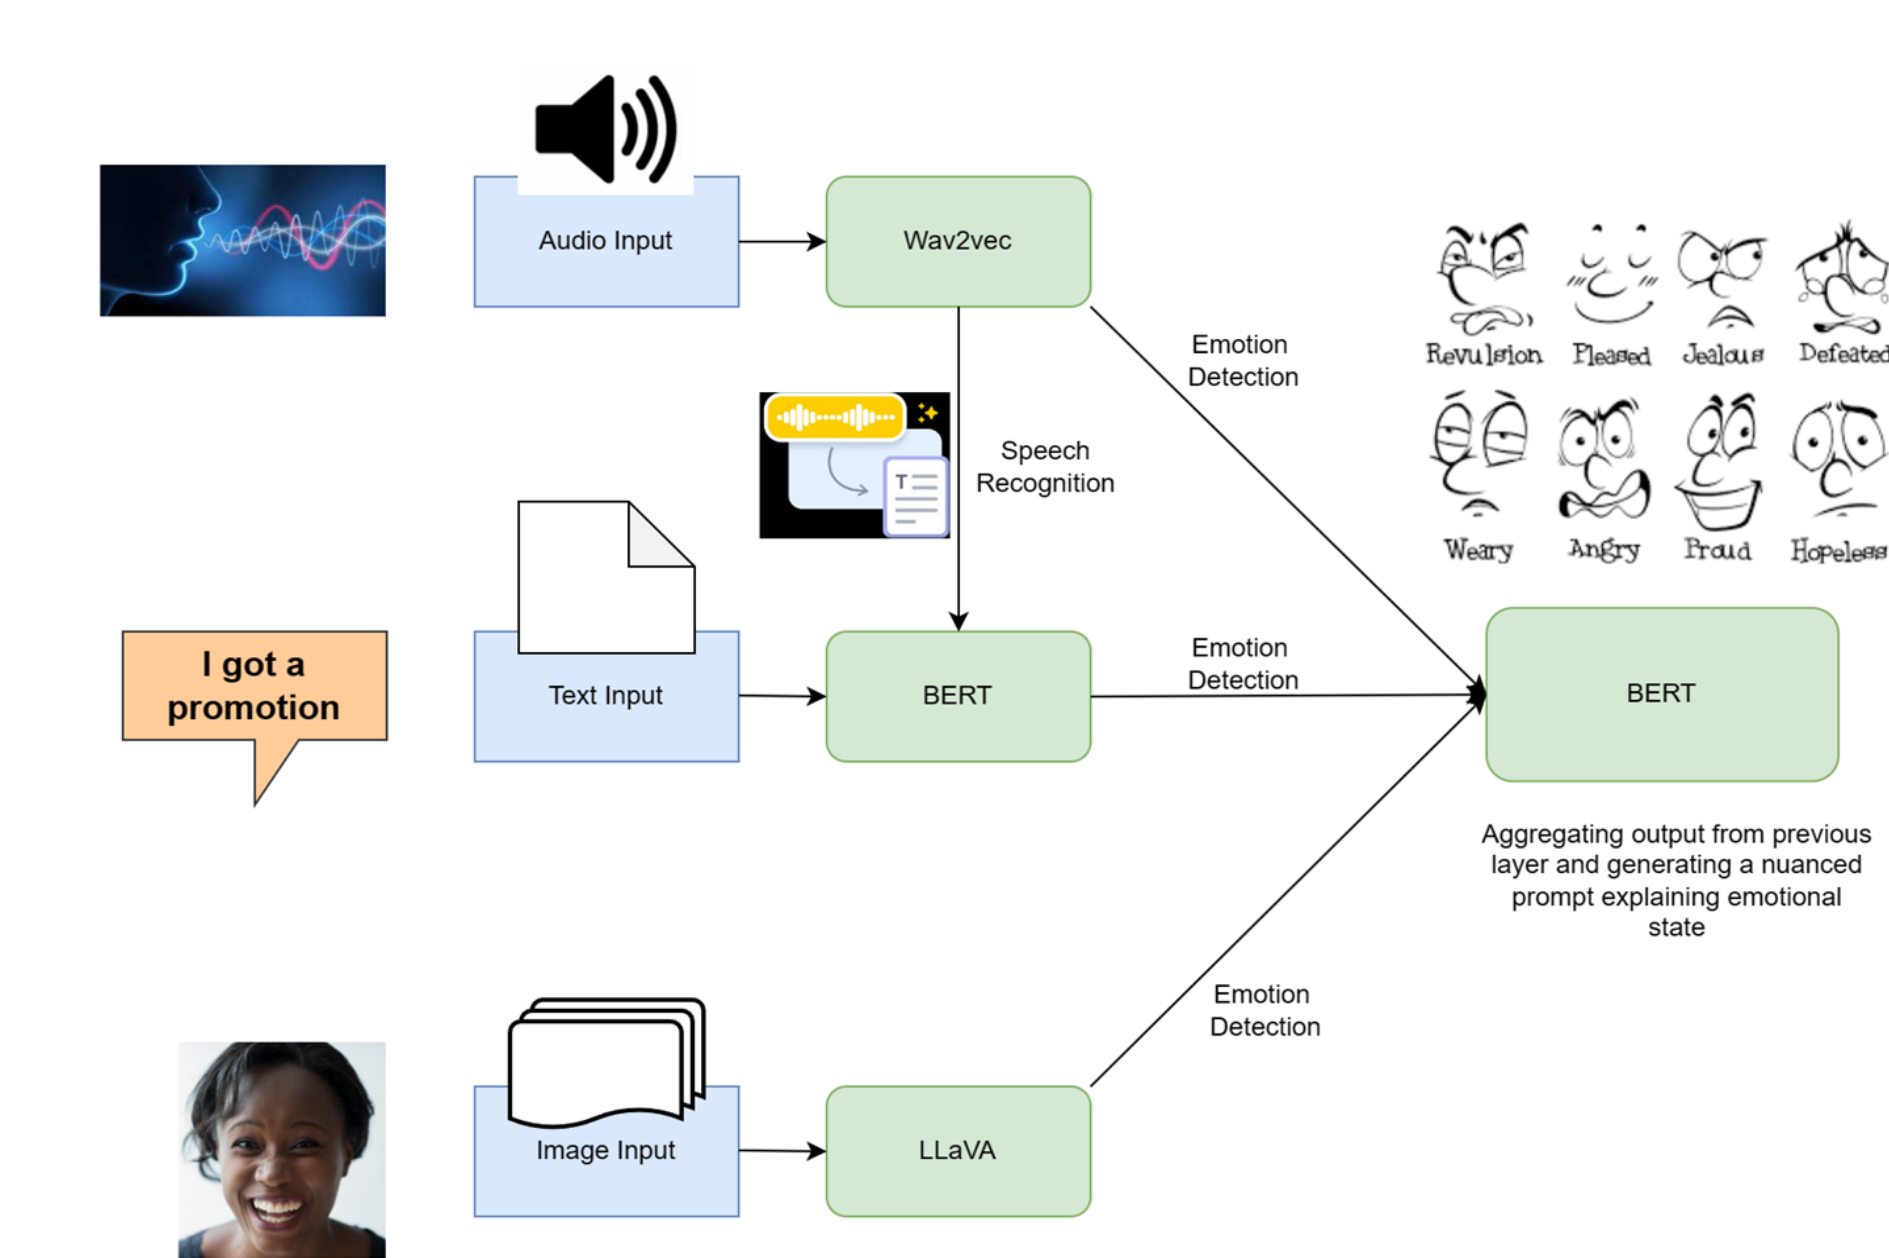 Audio Input
Wav2vec
Emotion
Detection
Revulsion Pleased Jealous Defeated
Speech
Recognition
T
Weary Angry Proud Hopeless
I got a
promotion
Text Input
BERT
Emotion
Detection
BERT
Aggregating output from previous
layer and generating a nuanced
prompt explaining emotional
state
Emotion
Detection
Image Input
LLaVA